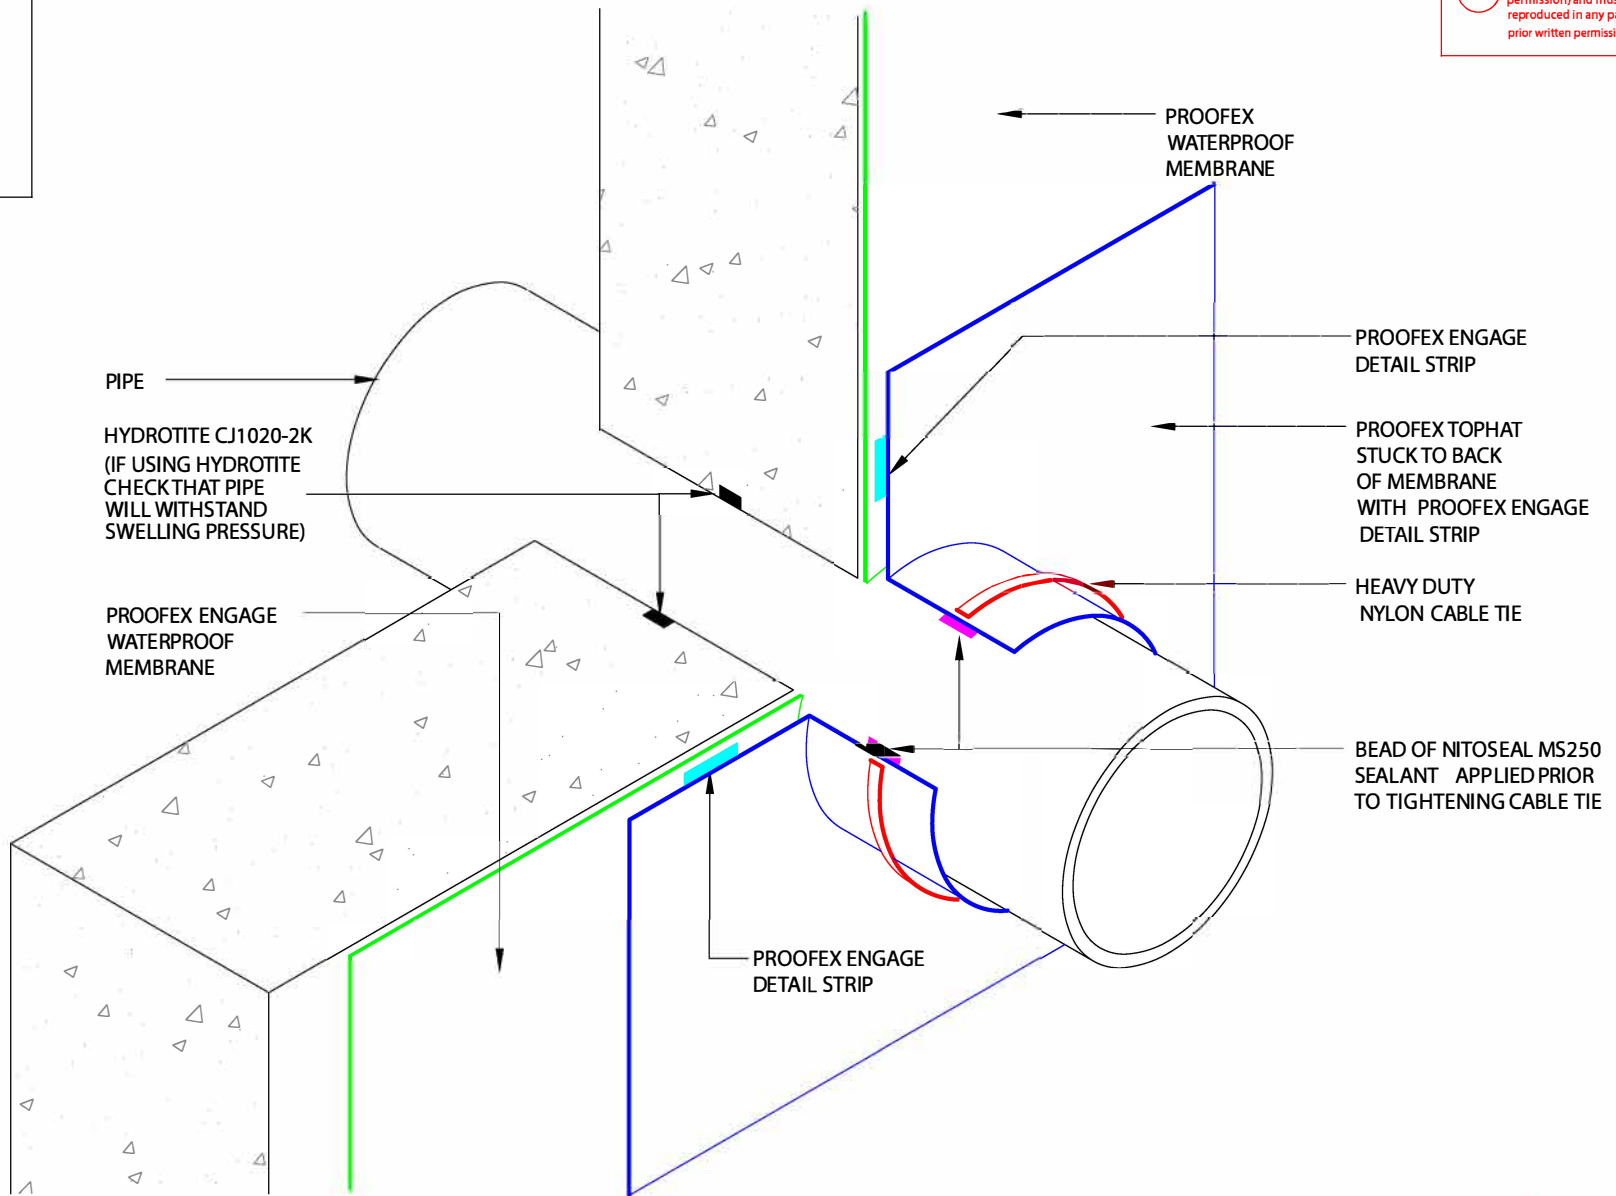 reproduced in any
prior written
PROOFEX
WATERPROOF
MEMBRANE
PROOFEX ENGAGE
DETAIL STRIP
PIPE
HYDROTITE CJ1020-2K
(IF USING HYDROTITE
CHECK THAT PIPE
WILL WITHSTAND
SWELLING PRESSURE)
PROOFEX TOPHAT
STUCK TO BACK
OF MEMBRANE
WITH PROOFEX ENGAGE
DETAIL STRIP
HEAVY DUTY
NYLON CABLE TIE
PROOFEX ENGAGE
WATERPROOF
MEMBRANE
BEAD OF NITOSEAL MS250
SEALANT APPLIED PRIOR
TO TIGHTENING CABLE TIE
PROOFEX ENGAGE
DETAIL STRIP